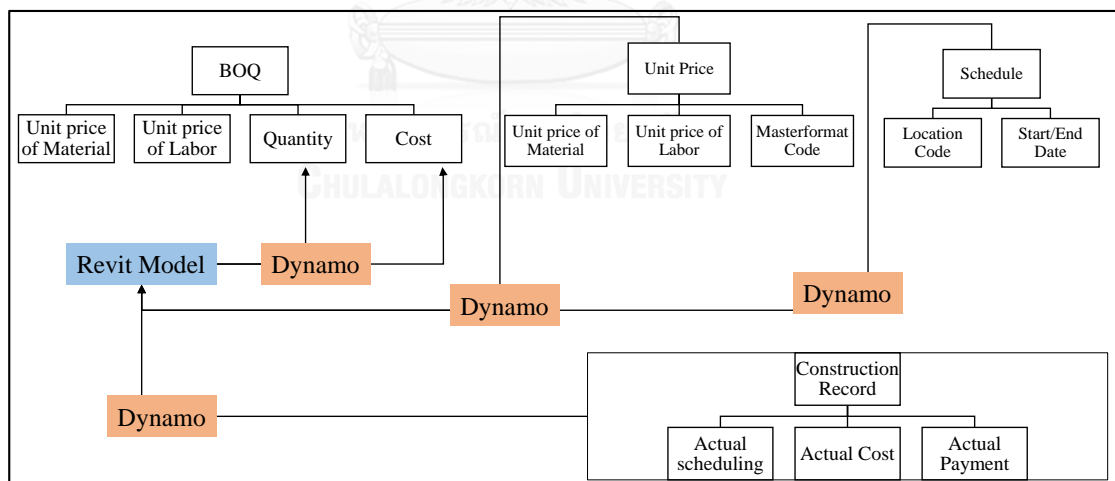 BOQ
Unit Price
Schedule
Unit price
of Material
Unit price
of Labor
Quantity
Cost
Unit price of
Material
Unit price of
Labor
Masterformat
Code
Location
Code
Start/End
Date
CHULALONGKORN UNIVERSITY
Revit Model
Dynamo
Dynamo
Dynamo
Dynamo
Construction
Record
Actual
scheduling
Actual Cost
Actual
Payment